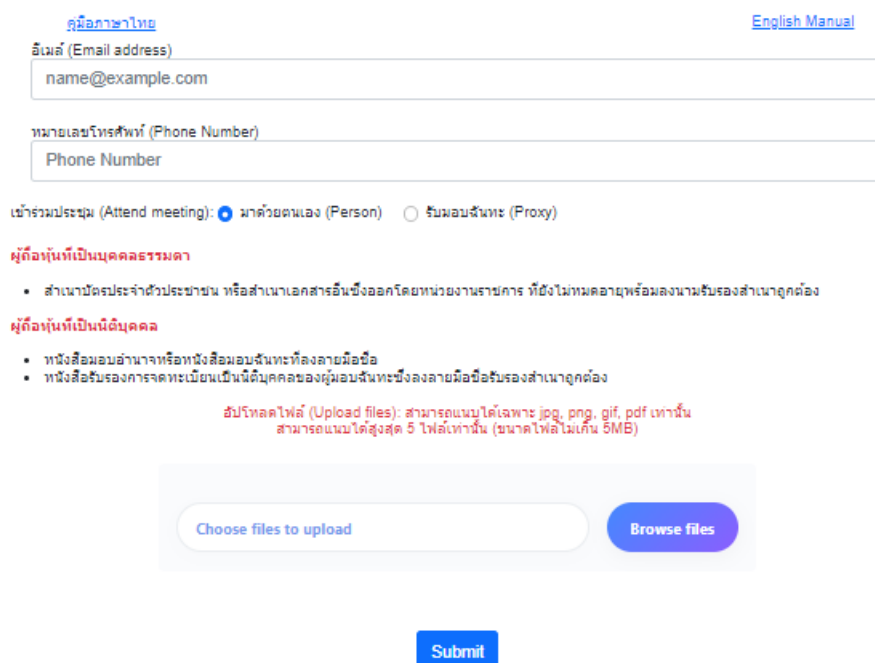 คู่มือภาษาไทย English Manual
อีเมล์ (Email address)
name@example.com
หมายเลขโทรศัพท์ (Phone Number)
Phone Number
เข้าร่วมประชุม (Attend meeting): มาด้วยตนเอง (Person) รับมอบฉันทะ (Proxy)
ผู้ถือหุ้นที่เป็นบุคคลธรรมดา
สำเนาบัตรประจำตัวประชาชน หรือสำเนาเอกสารอื่นซึ่งออกโดยหน่วยงานราชการ ที่ยังไม่หมดอายุพร้อมลงนามรับรองสำเนาถูกต้อง
ผู้ถือหุ้นที่เป็นนิติบุคคล
หนังสือมอบอำนาจหรือหนังสือมอบฉันทะที่ลงลายมือชื่อ
หนังสือรับรองการจดทะเบียนเป็นนิติบุคคลของผู้มอบฉันทะซึ่งลงลายมือชื่อรับรองสำเนาถูกต้อง
อัปโหลดไฟล์ (Upload files): สามารถแนบได้เฉพาะ jpg, png, gif, pdf เท่านั้น
สามารถแนบได้สูงสุด 5 ไฟล์เท่านั้น (ขนาดไฟล์ไม่เกิน 5MB)
Choose files to upload Browse files
Submit